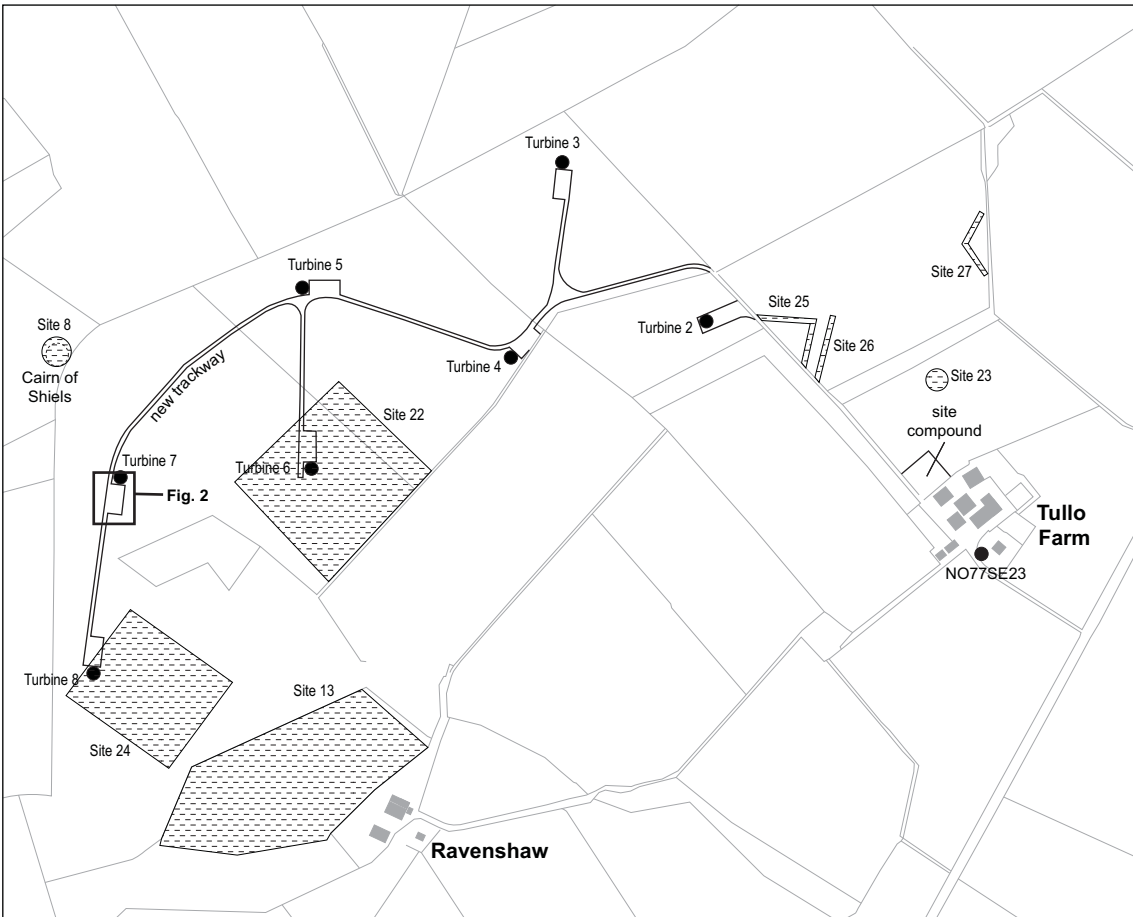 Turbine 3
Turbine 5
Site 27
Site 8
Cairn of
Shiels
Site 25
Turbine 2
Site 26
new trackway
Turbine 4
Site 23
Site 22
site
compound
Turbine 7
Turbine 6
Fig. 2
Tullo
Farm
NO77SE23
Turbine 8
Site 13
Site 24
Ravenshaw